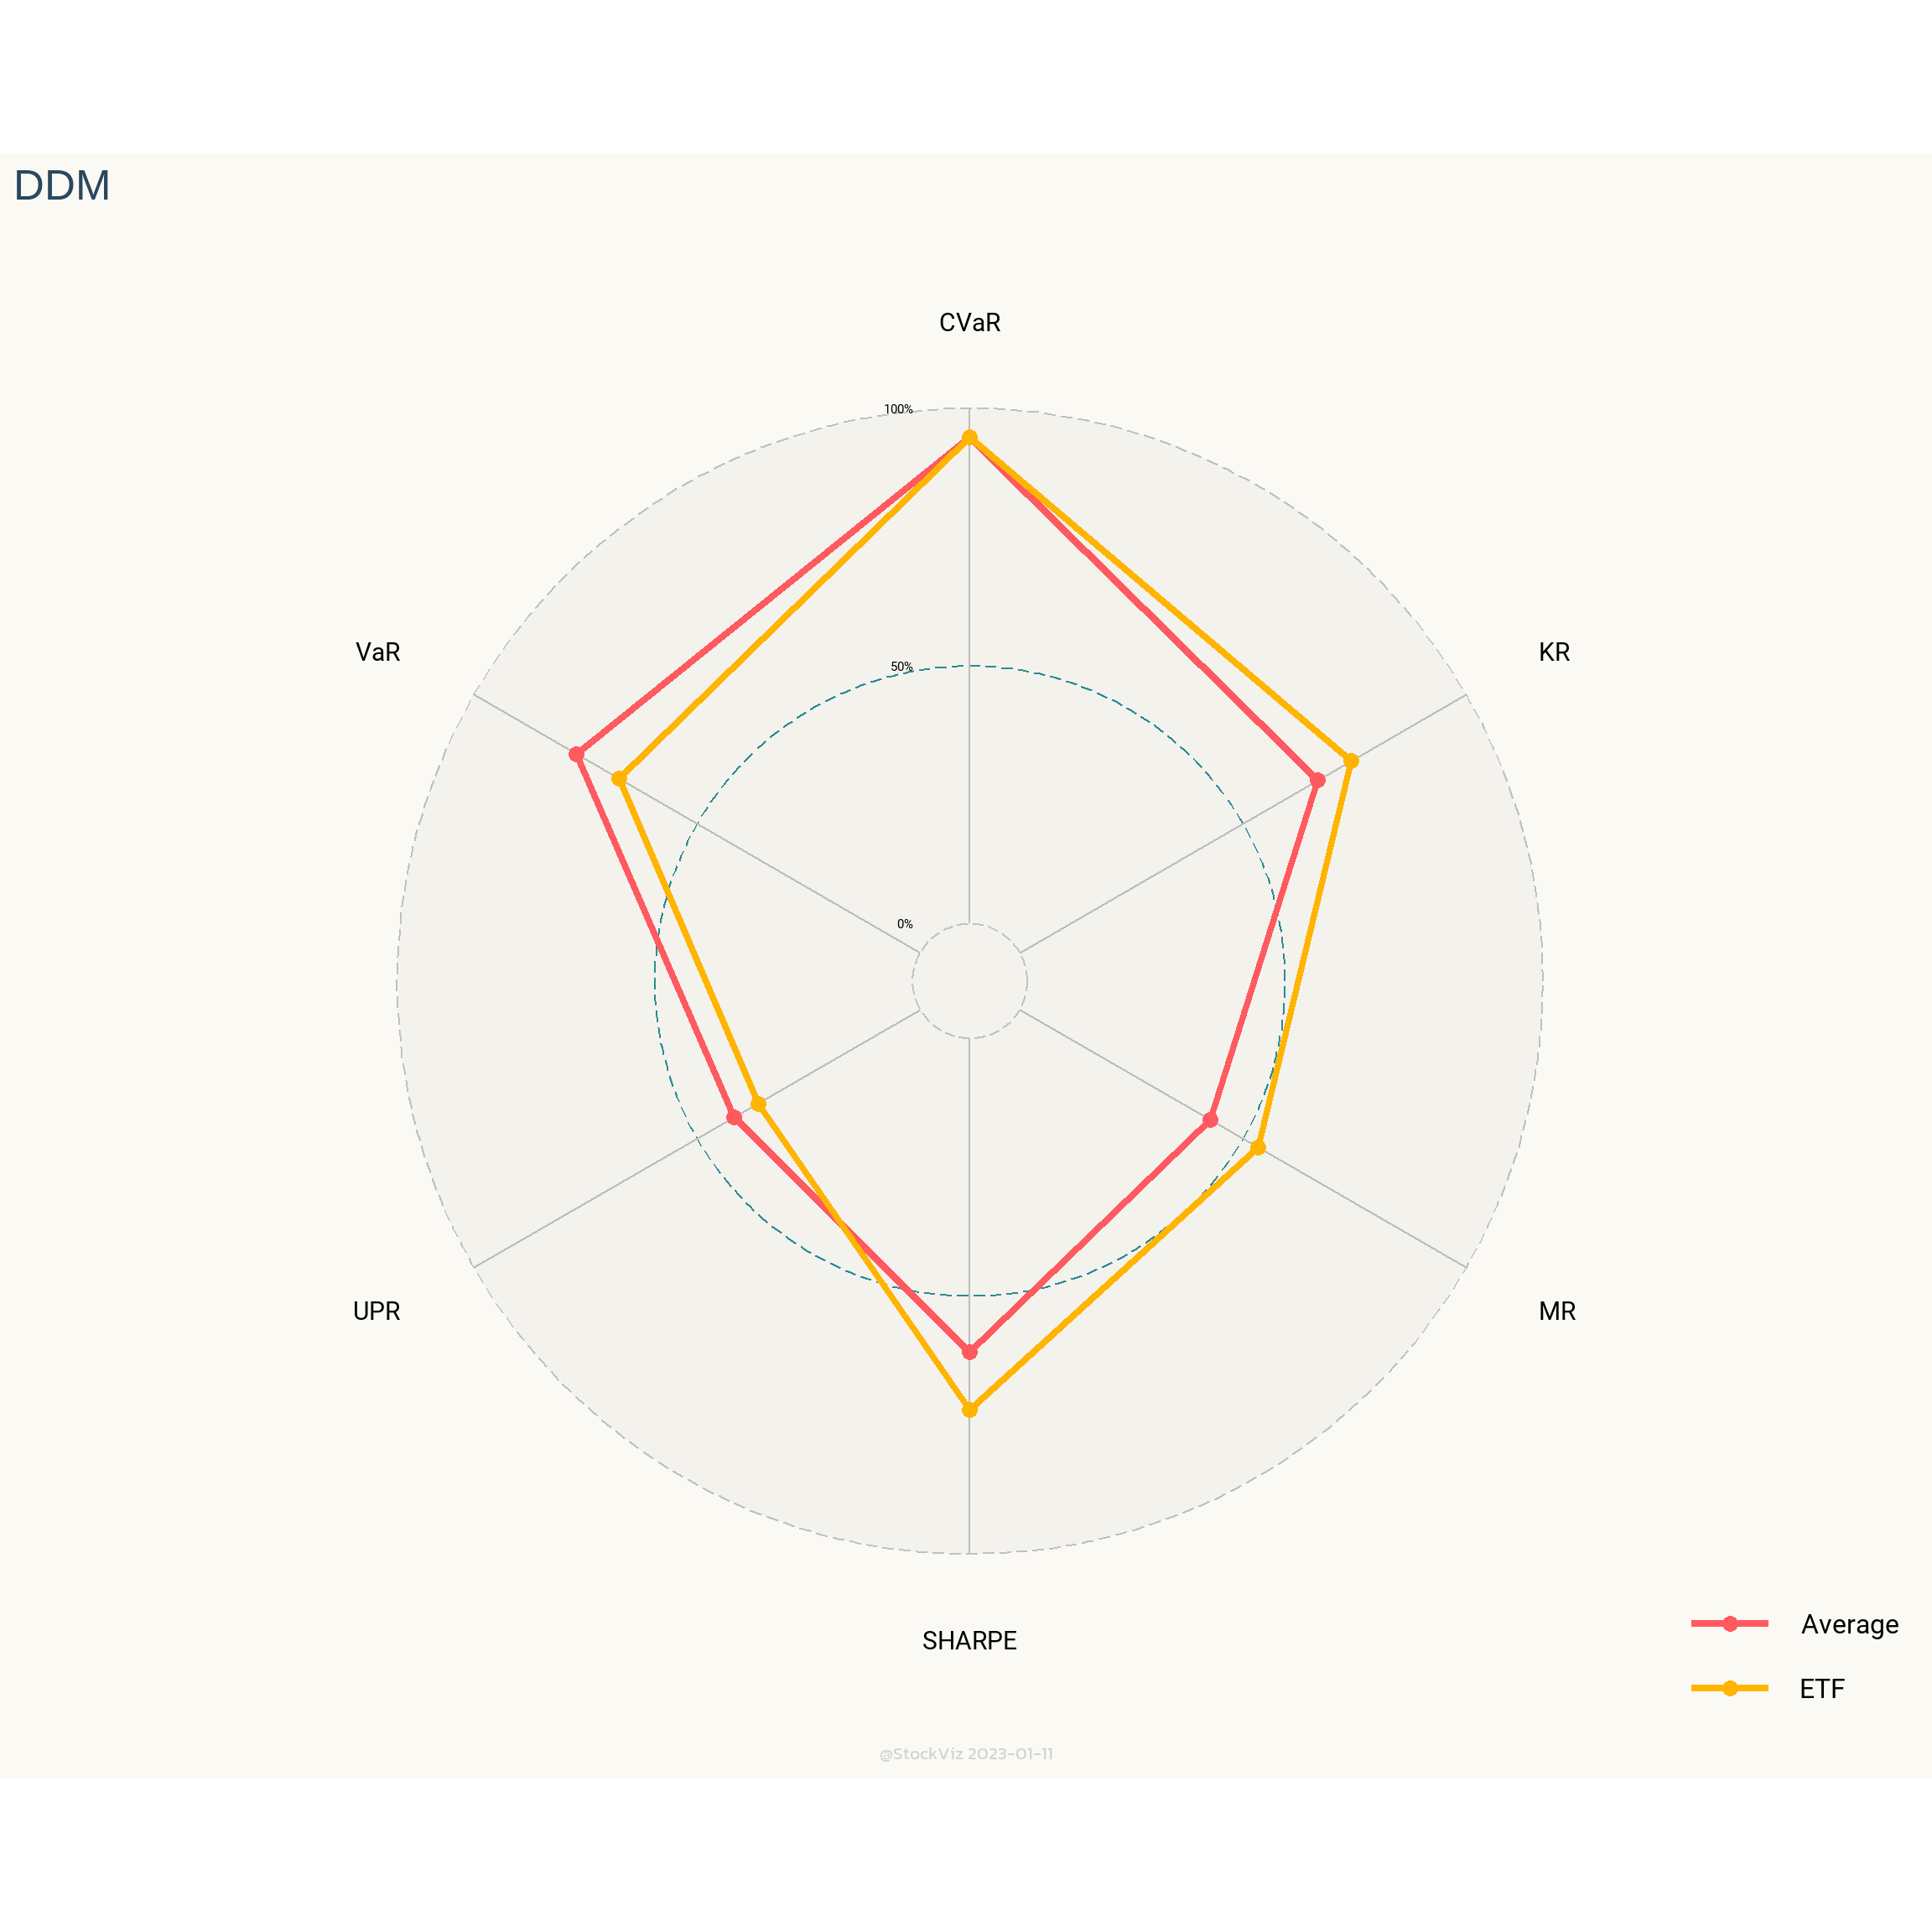 DDM
CVaR
100%
VaR
KR
50%
0%
UPR
MR
SHARPE
Average
ETF
@StockViz 2023-01-11